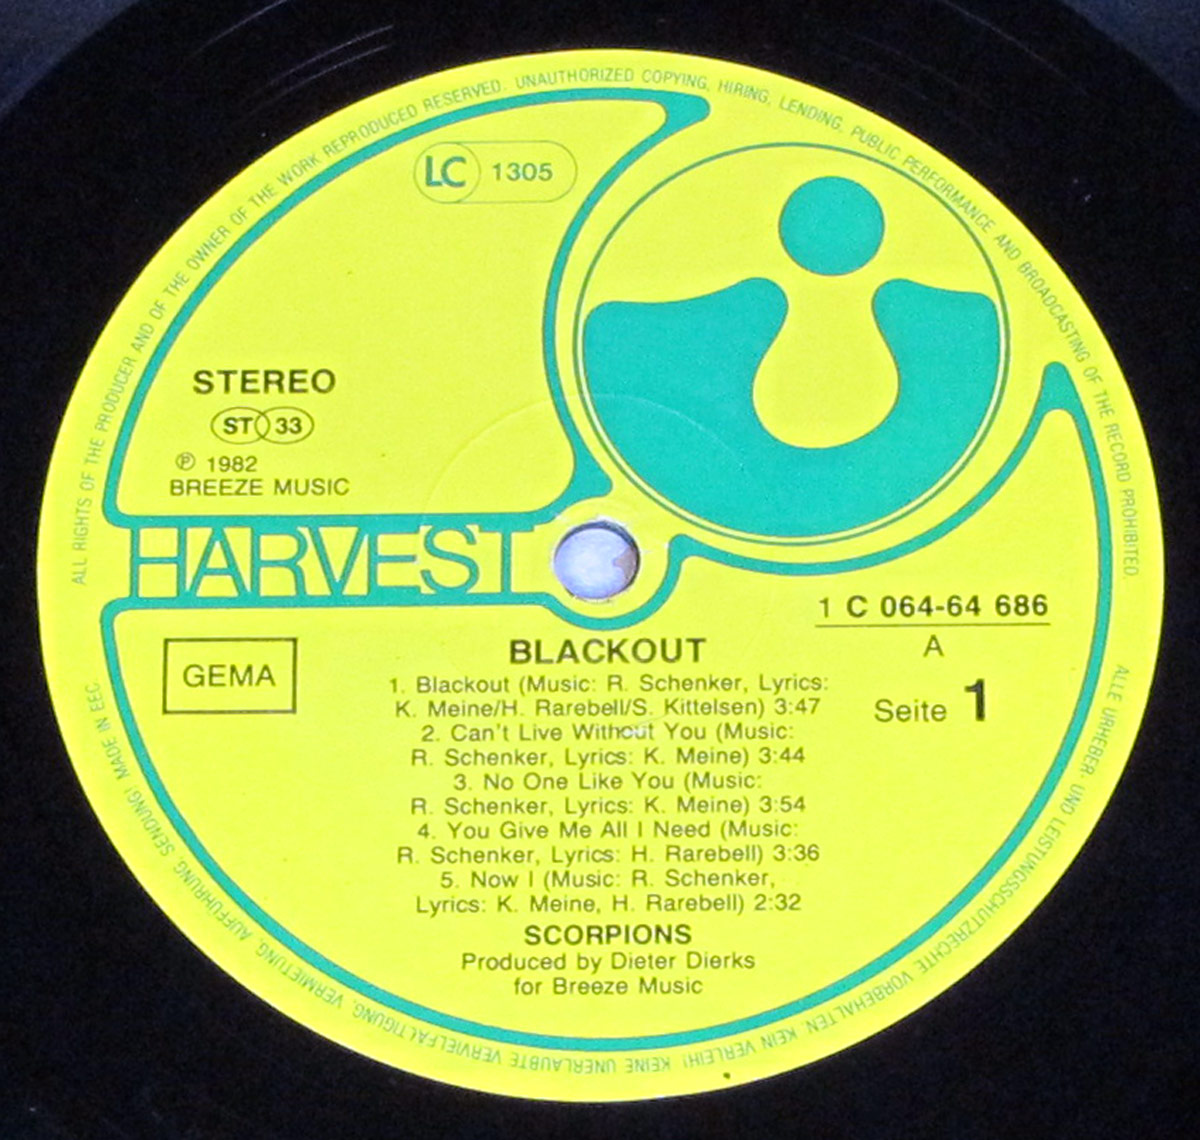 ALL RIGHTS OF THE PRODUCER AND OF THE OWNER OF THE WORK REPRODUCED RESERVED. UNAUTHORIZED COPYING, HIRING, LENDING, PUBLIC PERFORMANCE AND BROADCASTING OF THE RECORD PROHIBITED.
LC 1305
STEREO
ST 33
℗ 1982
BREEZE MUSIC
HARVEST
GEMA
1 C 064-64 686
A
Seite 1
BLACKOUT
1. Blackout (Music: R. Schenker, Lyrics:
K. Meine/H. Rarebell/S. Kittelsen) 3:47
2. Can't Live Without You (Music:
R. Schenker, Lyrics: K. Meine) 3:44
3. No One Like You (Music:
R. Schenker, Lyrics: K. Meine) 3:54
4. You Give Me All I Need (Music:
R. Schenker, Lyrics: H. Rarebell) 3:36
5. Now I (Music: R. Schenker,
Lyrics: K. Meine, H. Rarebell) 2:32
SCORPIONS
Produced by Dieter Dierks
for Breeze Music
ALLE URHEBER- UND LEISTUNGSSCHUTZRECHTE VORBEHALTEN. KEIN VERLEIH! KEINE UNERLAUBTE VERVIELFÄLTIGUNG, VERMIETUNG, AUFFÜHRUNG, SENDUNG! MADE IN EEC